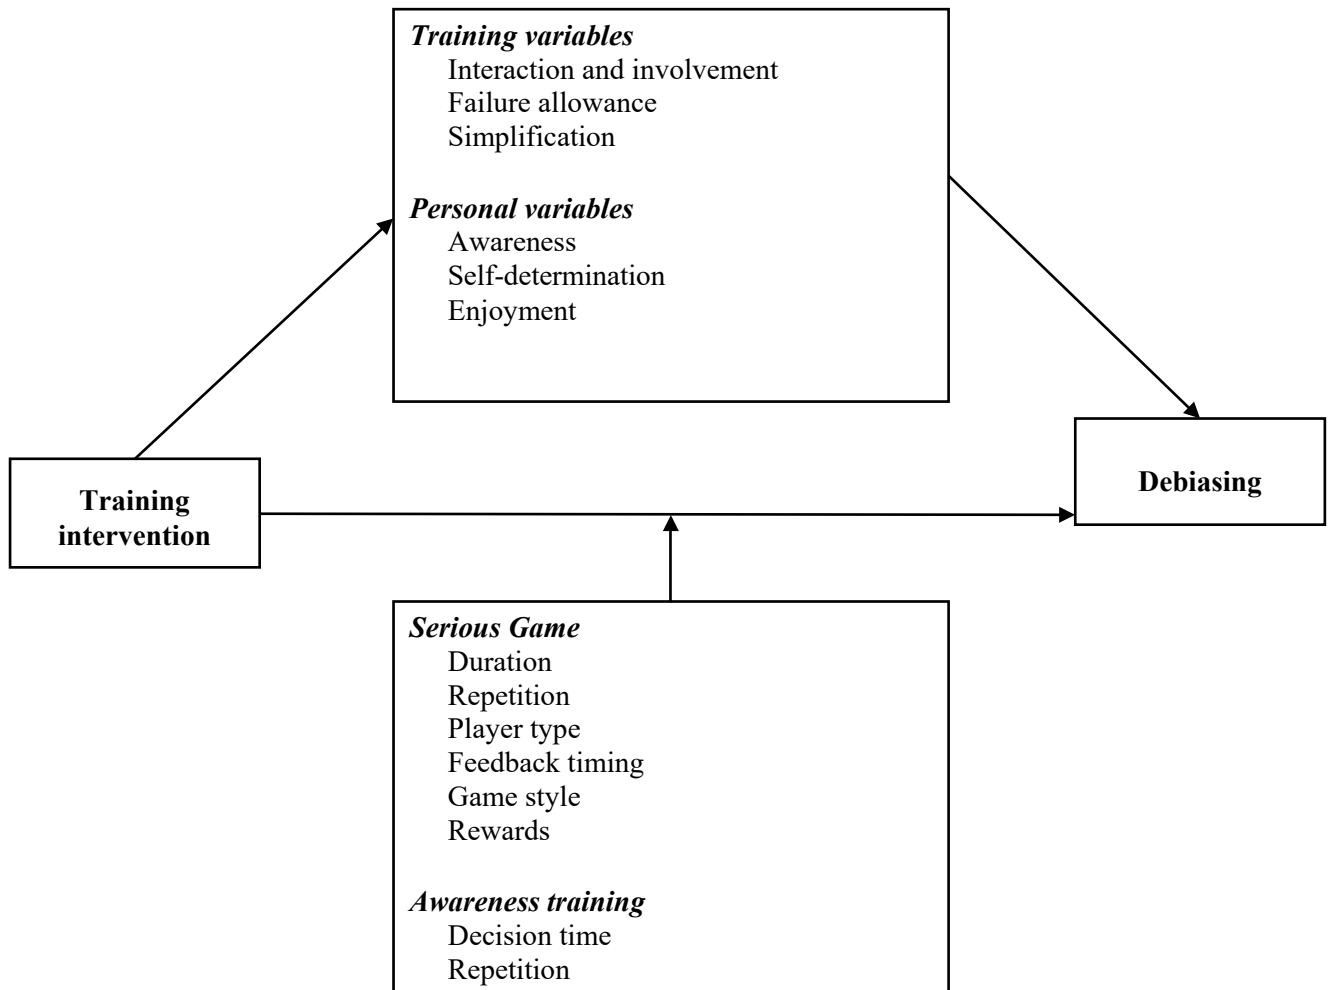 Training variables
Interaction and involvement
Failure allowance
Simplification
Personal variables
Awareness
Self-determination
Enjoyment
Training
intervention
Debiasing
Serious Game
Duration
Repetition
Player type
Feedback timing
Game style
Rewards
Awareness training
Decision time
Repetition